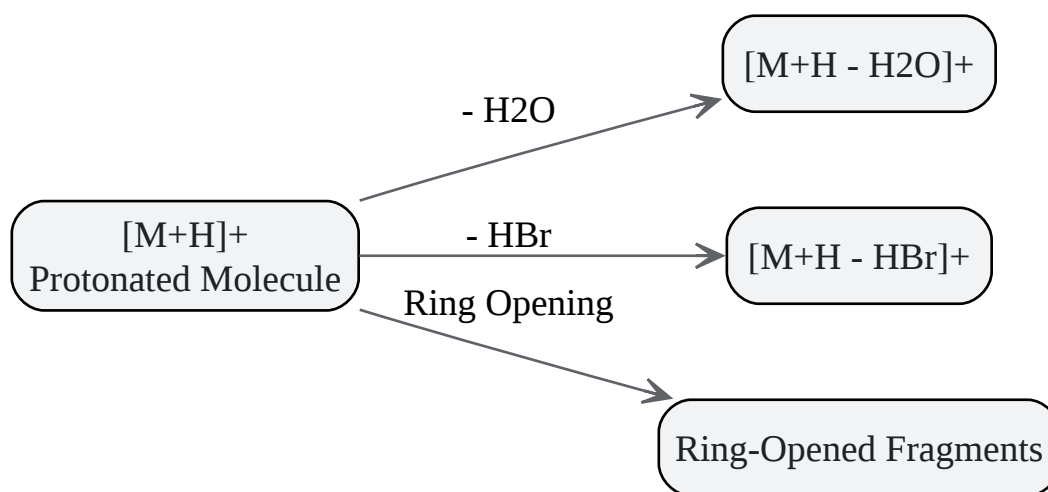 [M+H - H2O]+
- H2O
[M+H]+
Protonated Molecule
- HBr
[M+H - HBr]+
Ring Opening
Ring-Opened Fragments